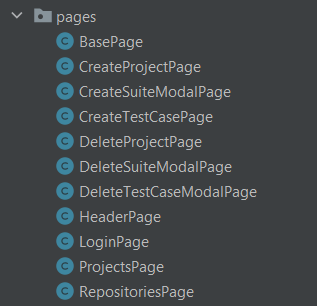 pages
BasePage
CreateProjectPage
CreateSuiteModalPage
CreateTestCasePage
DeleteProjectPage
DeleteSuiteModalPage
DeleteTestCaseModalPage
HeaderPage
LoginPage
ProjectsPage
RepositoriesPage